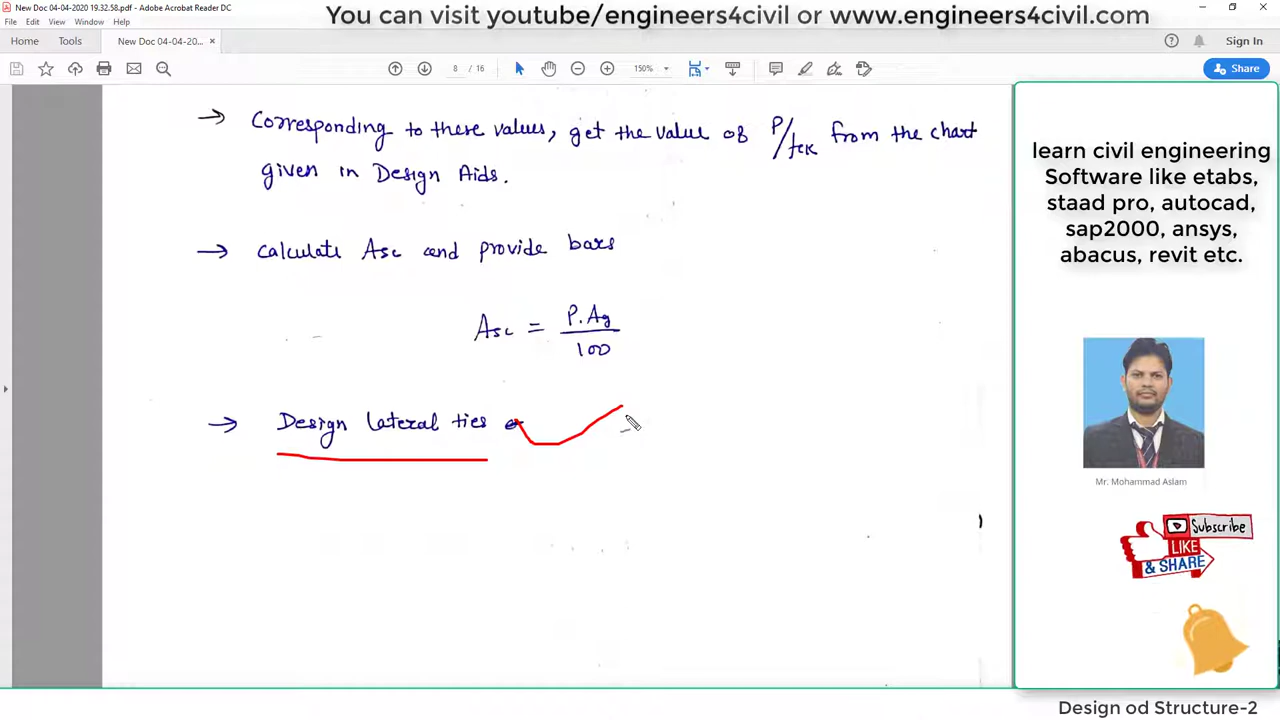 New Doc 04-04-2020 19.32.58.pdf - Adobe Acrobat Reader DC
You can visit youtube/engineers4civil or www.engineers4civil.com
File Edit View Window Help
Home Tools New Doc 04-04-20... × Sign In
8 / 16 150% Share
→ Corresponding to these values, get the value of P/fck from the chart
given in Design Aids.
→ Calculate Asc and provide bars
Asc = P.Ag
100
→ Design lateral ties
learn civil engineering
Software like etabs,
staad pro, autocad,
sap2000, ansys,
abacus, revit etc.
Mr. Mohammad Aslam
Subscribe
LIKE
& SHARE
Design od Structure-2